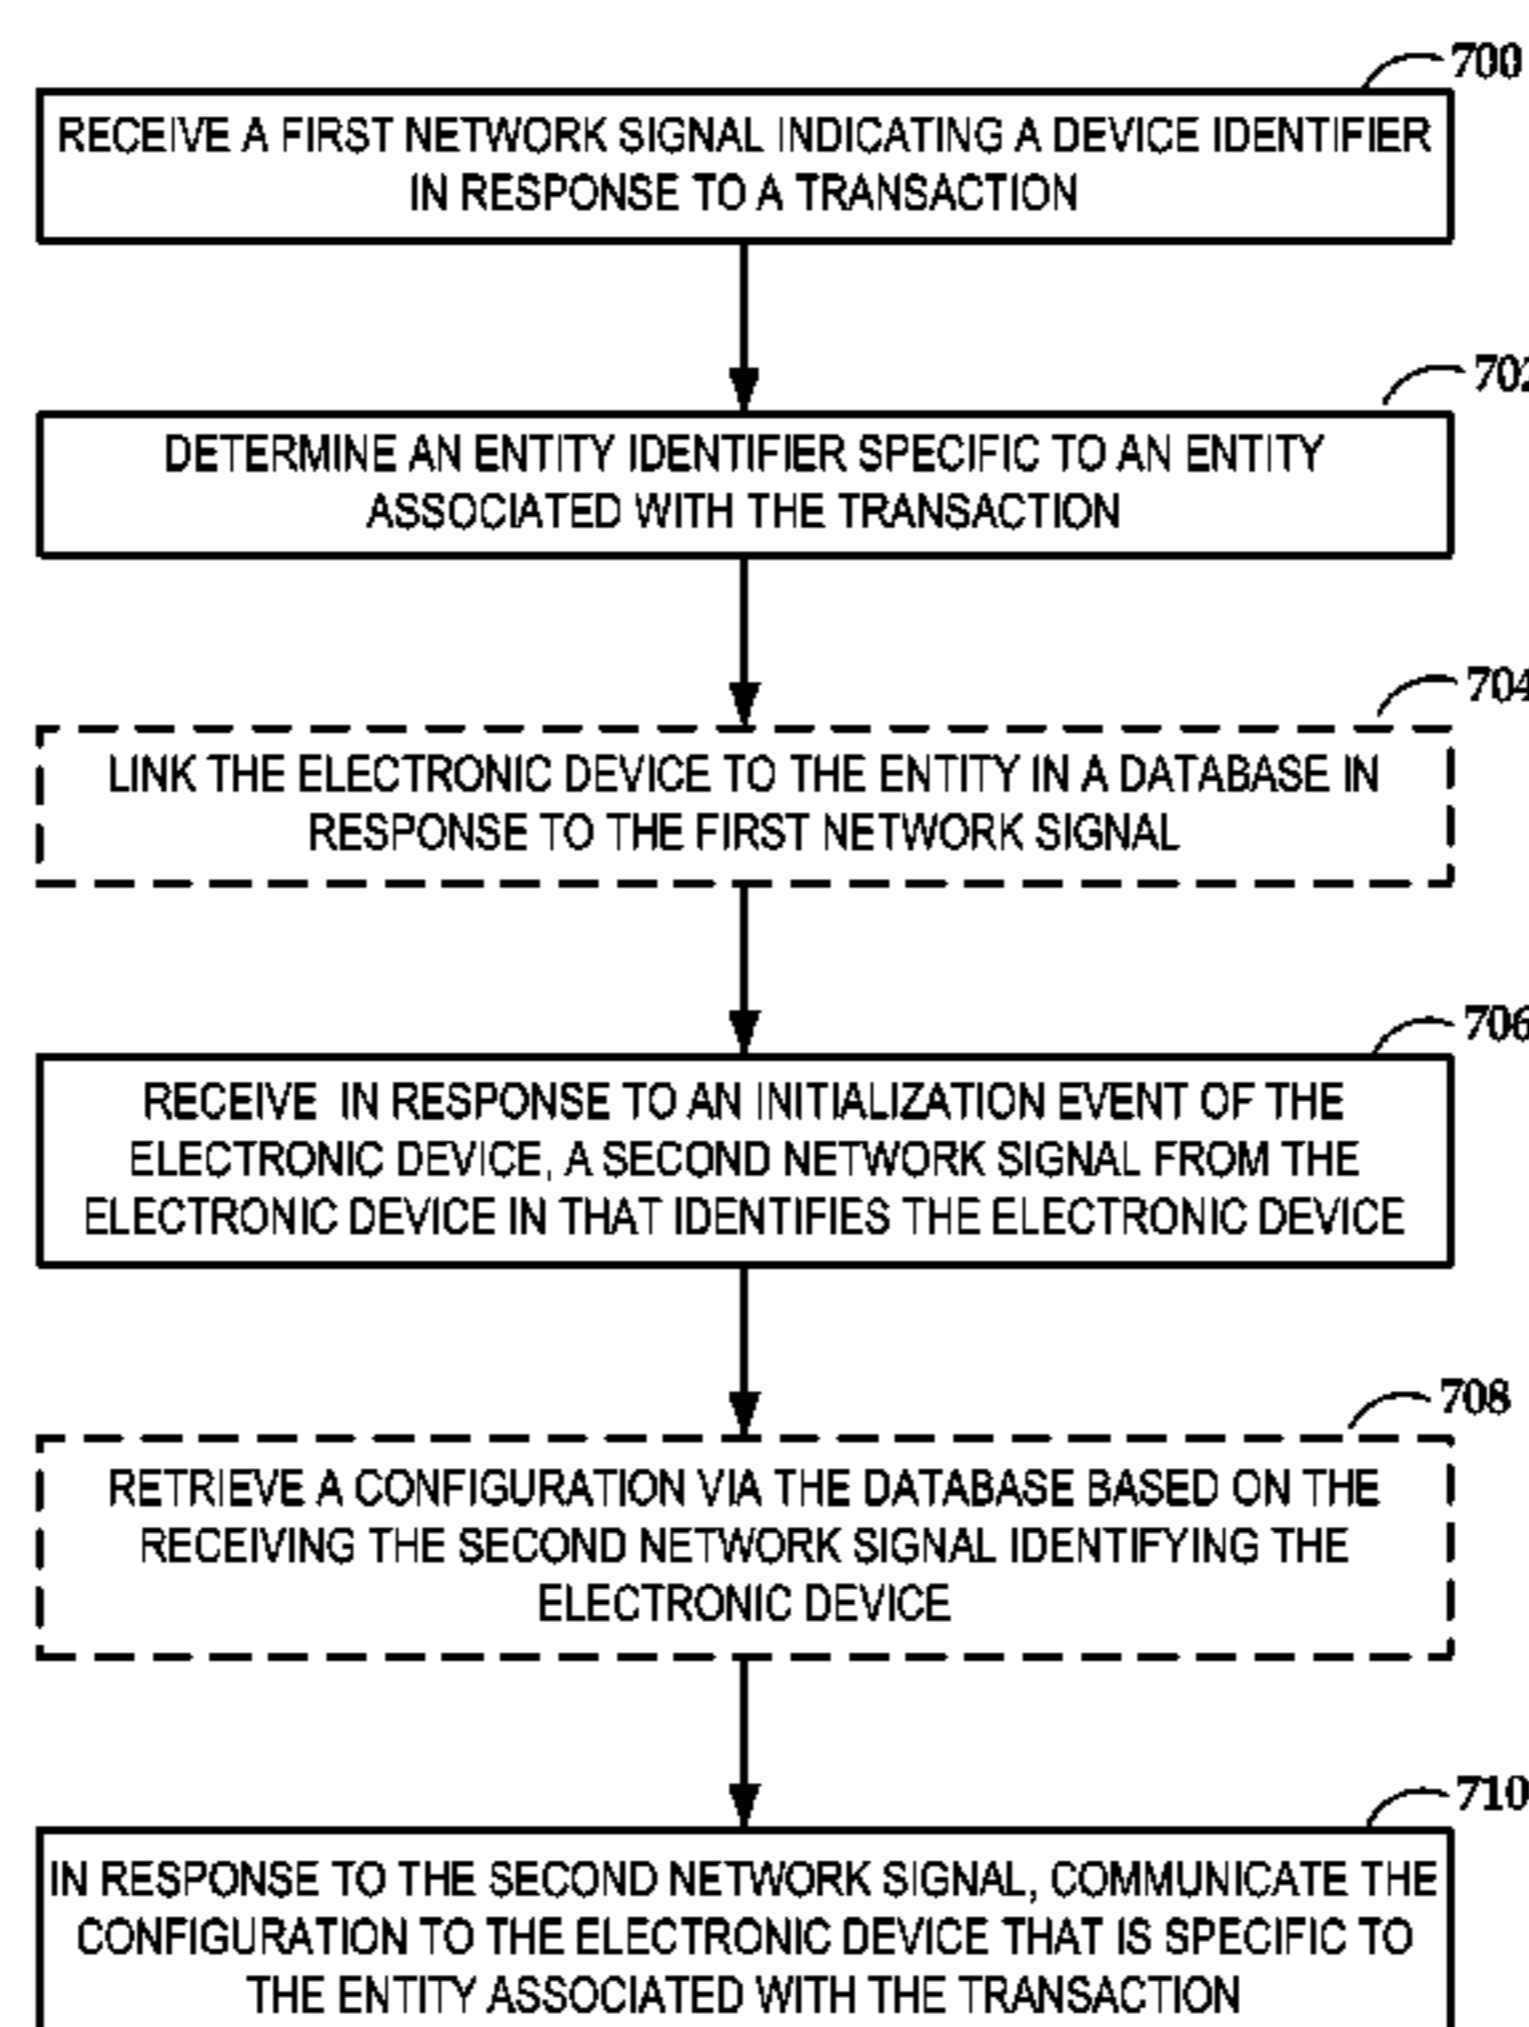 700
RECEIVE A FIRST NETWORK SIGNAL INDICATING A DEVICE IDENTIFIER
IN RESPONSE TO A TRANSACTION
702
DETERMINE AN ENTITY IDENTIFIER SPECIFIC TO AN ENTITY
ASSOCIATED WITH THE TRANSACTION
704
LINK THE ELECTRONIC DEVICE TO THE ENTITY IN A DATABASE IN
RESPONSE TO THE FIRST NETWORK SIGNAL
706
RECEIVE IN RESPONSE TO AN INITIALIZATION EVENT OF THE
ELECTRONIC DEVICE, A SECOND NETWORK SIGNAL FROM THE
ELECTRONIC DEVICE IN THAT IDENTIFIES THE ELECTRONIC DEVICE
708
RETRIEVE A CONFIGURATION VIA THE DATABASE BASED ON THE
RECEIVING THE SECOND NETWORK SIGNAL IDENTIFYING THE
ELECTRONIC DEVICE
710
IN RESPONSE TO THE SECOND NETWORK SIGNAL, COMMUNICATE THE
CONFIGURATION TO THE ELECTRONIC DEVICE THAT IS SPECIFIC TO
THE ENTITY ASSOCIATED WITH THE TRANSACTION